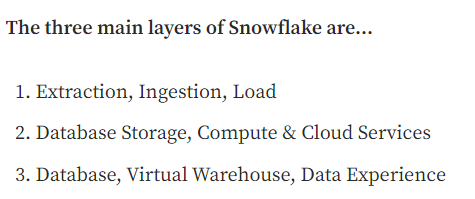 The three main layers of Snowflake are...
1. Extraction, Ingestion, Load
2. Database Storage, Compute & Cloud Services
3. Database, Virtual Warehouse, Data Experience